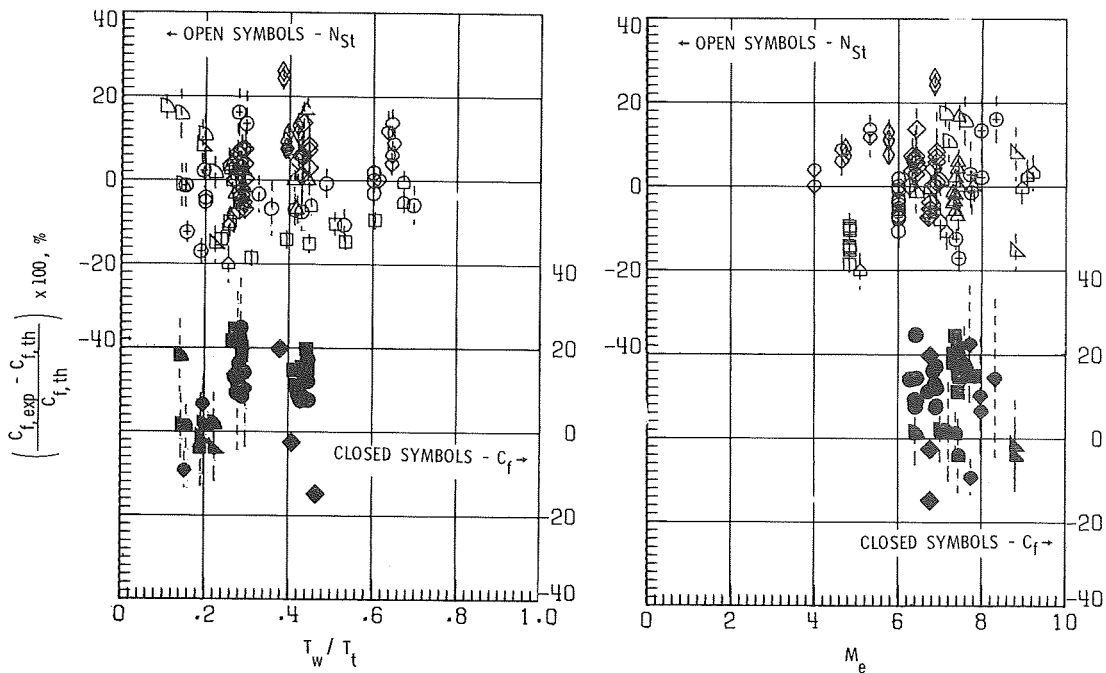 40
← OPEN SYMBOLS - N_St
20
0
-20
-40
40
20
0
-20
-40
CLOSED SYMBOLS - C_f →
0 .2 .4 .6 .8 1.0
T_w / T_t
( C_f,exp - C_f,th / C_f,th ) x 100, %
40
← OPEN SYMBOLS - N_St
20
0
-20
-40
40
20
0
-20
-40
CLOSED SYMBOLS - C_f →
0 2 4 6 8 10
M_e